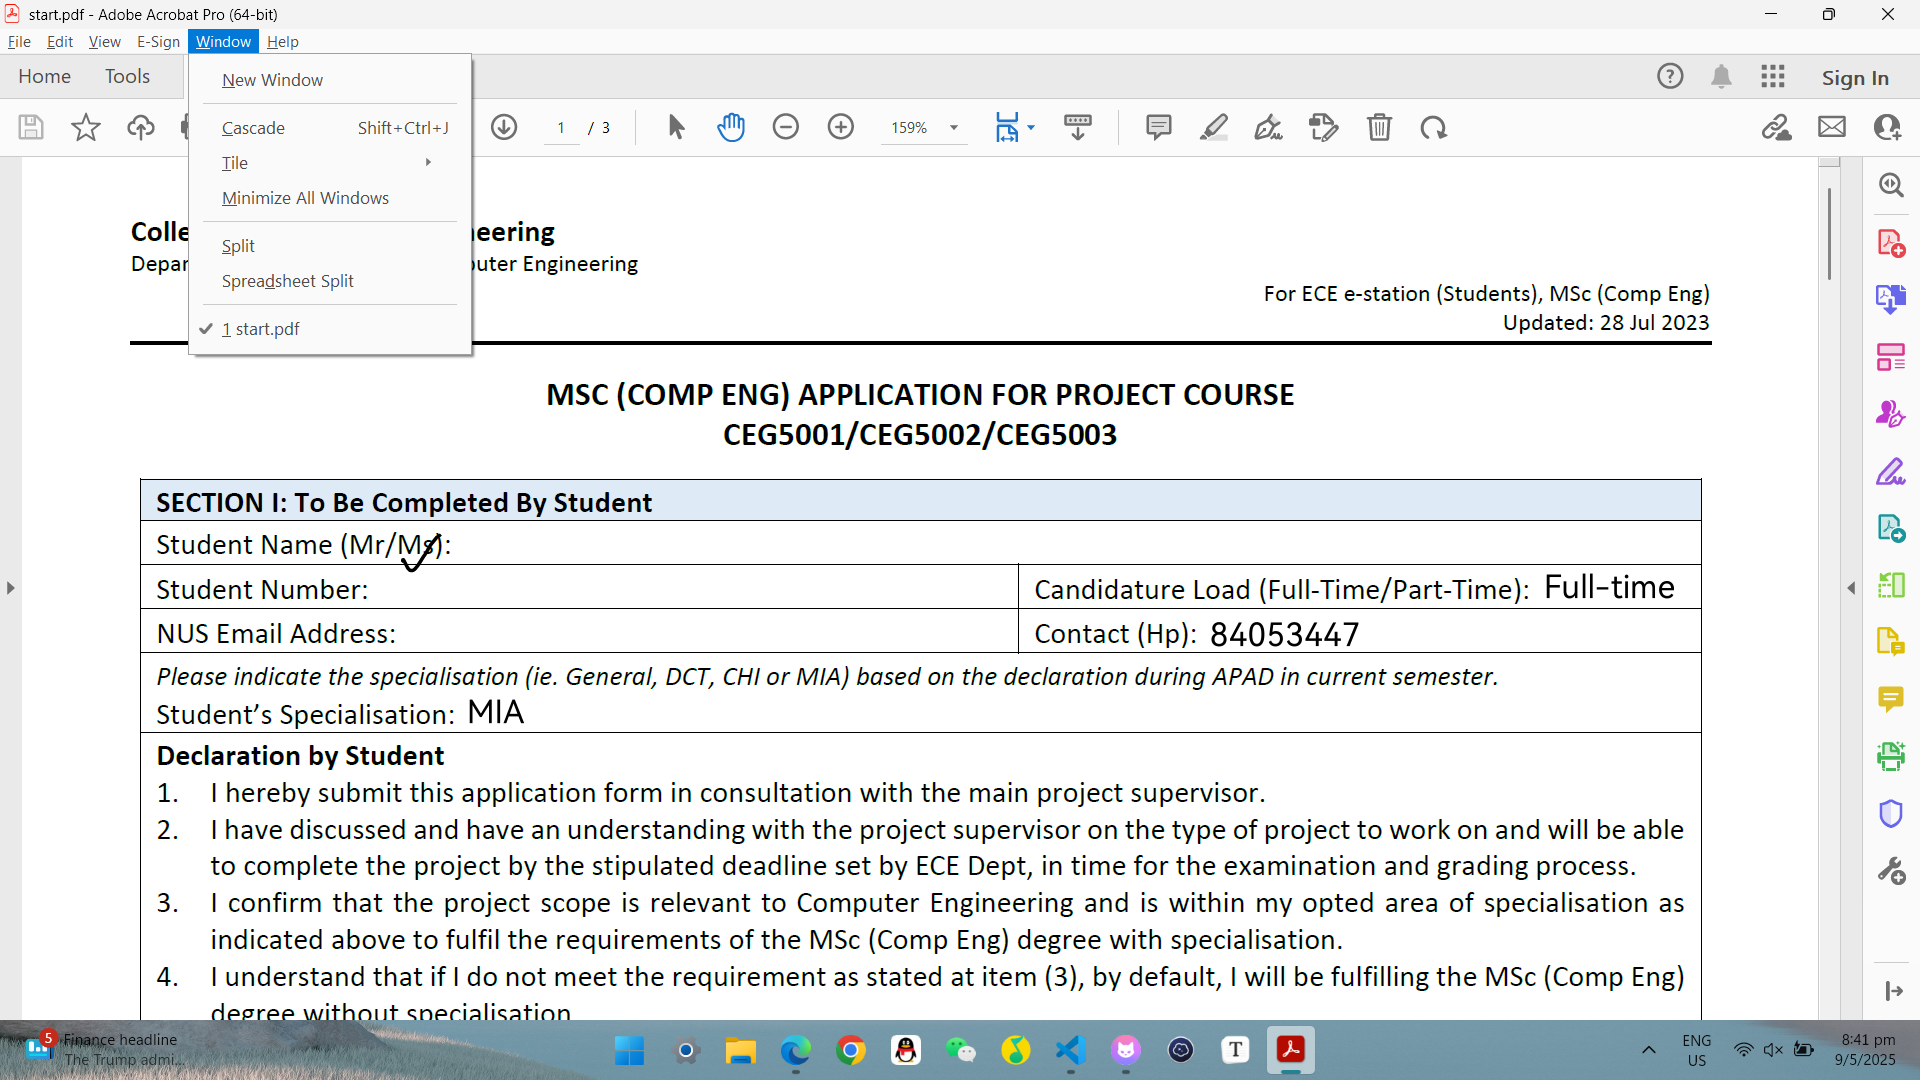 start.pdf - Adobe Acrobat Pro (64-bit)
File Edit View E-Sign Window Help
Home Tools
Sign In
New Window
Cascade Shift+Ctrl+J
Tile
Minimize All Windows
Split
Spreadsheet Split
1 start.pdf
1 / 3
159%
Colle
neering
Depar
outer Engineering
For ECE e-station (Students), MSc (Comp Eng)
Updated: 28 Jul 2023
MSC (COMP ENG) APPLICATION FOR PROJECT COURSE
CEG5001/CEG5002/CEG5003
SECTION I: To Be Completed By Student
Student Name (Mr/Ms):
Student Number:
Candidature Load (Full-Time/Part-Time): Full-time
NUS Email Address:
Contact (Hp): 84053447
Please indicate the specialisation (ie. General, DCT, CHI or MIA) based on the declaration during APAD in current semester.
Student’s Specialisation: MIA
Declaration by Student
1. I hereby submit this application form in consultation with the main project supervisor.
2. I have discussed and have an understanding with the project supervisor on the type of project to work on and will be able
to complete the project by the stipulated deadline set by ECE Dept, in time for the examination and grading process.
3. I confirm that the project scope is relevant to Computer Engineering and is within my opted area of specialisation as
indicated above to fulfil the requirements of the MSc (Comp Eng) degree with specialisation.
4. I understand that if I do not meet the requirement as stated at item (3), by default, I will be fulfilling the MSc (Comp Eng)
degree without specialisation
5
Finance headline
The Trump admi...
T
ENG
US
8:41 pm
9/5/2025